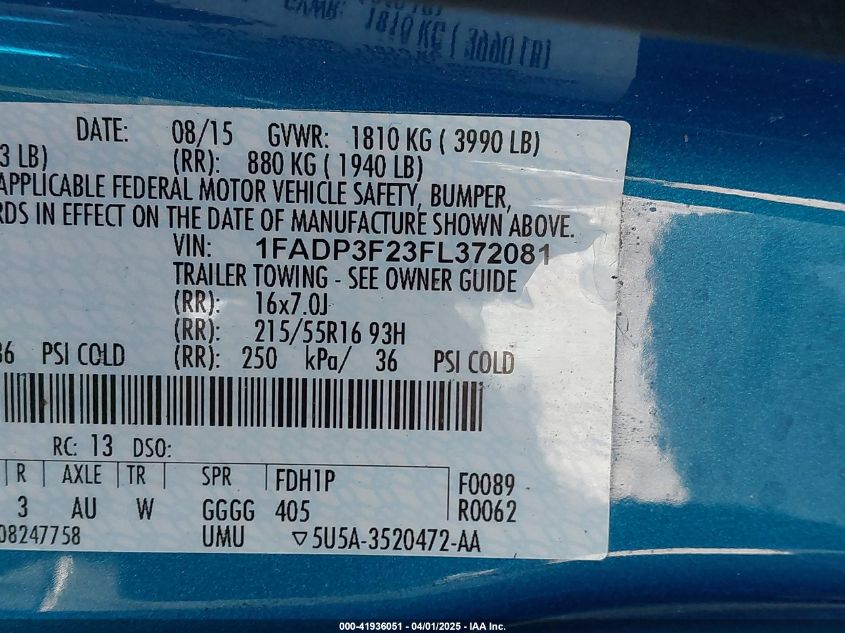 1810 KG ( 3990 LB)
DATE: 08/15 GVWR: 1810 KG ( 3990 LB)
3 LB) (RR): 880 KG ( 1940 LB)
APPLICABLE FEDERAL MOTOR VEHICLE SAFETY, BUMPER,
RDS IN EFFECT ON THE DATE OF MANUFACTURE SHOWN ABOVE.
VIN: 1FADP3F23FL372081
TRAILER TOWING - SEE OWNER GUIDE
(RR): 16x7.0J
(RR): 215/55R16 93H
36 PSI COLD (RR): 250 kPa/ 36 PSI COLD
RC: 13 DSO:
R AXLE TR SPR FDH1P F0089
3 AU W GGGG 405 R0062
08247758 UMU ▽5U5A-3520472-AA
000-41936051 - 04/01/2025 - IAA Inc.